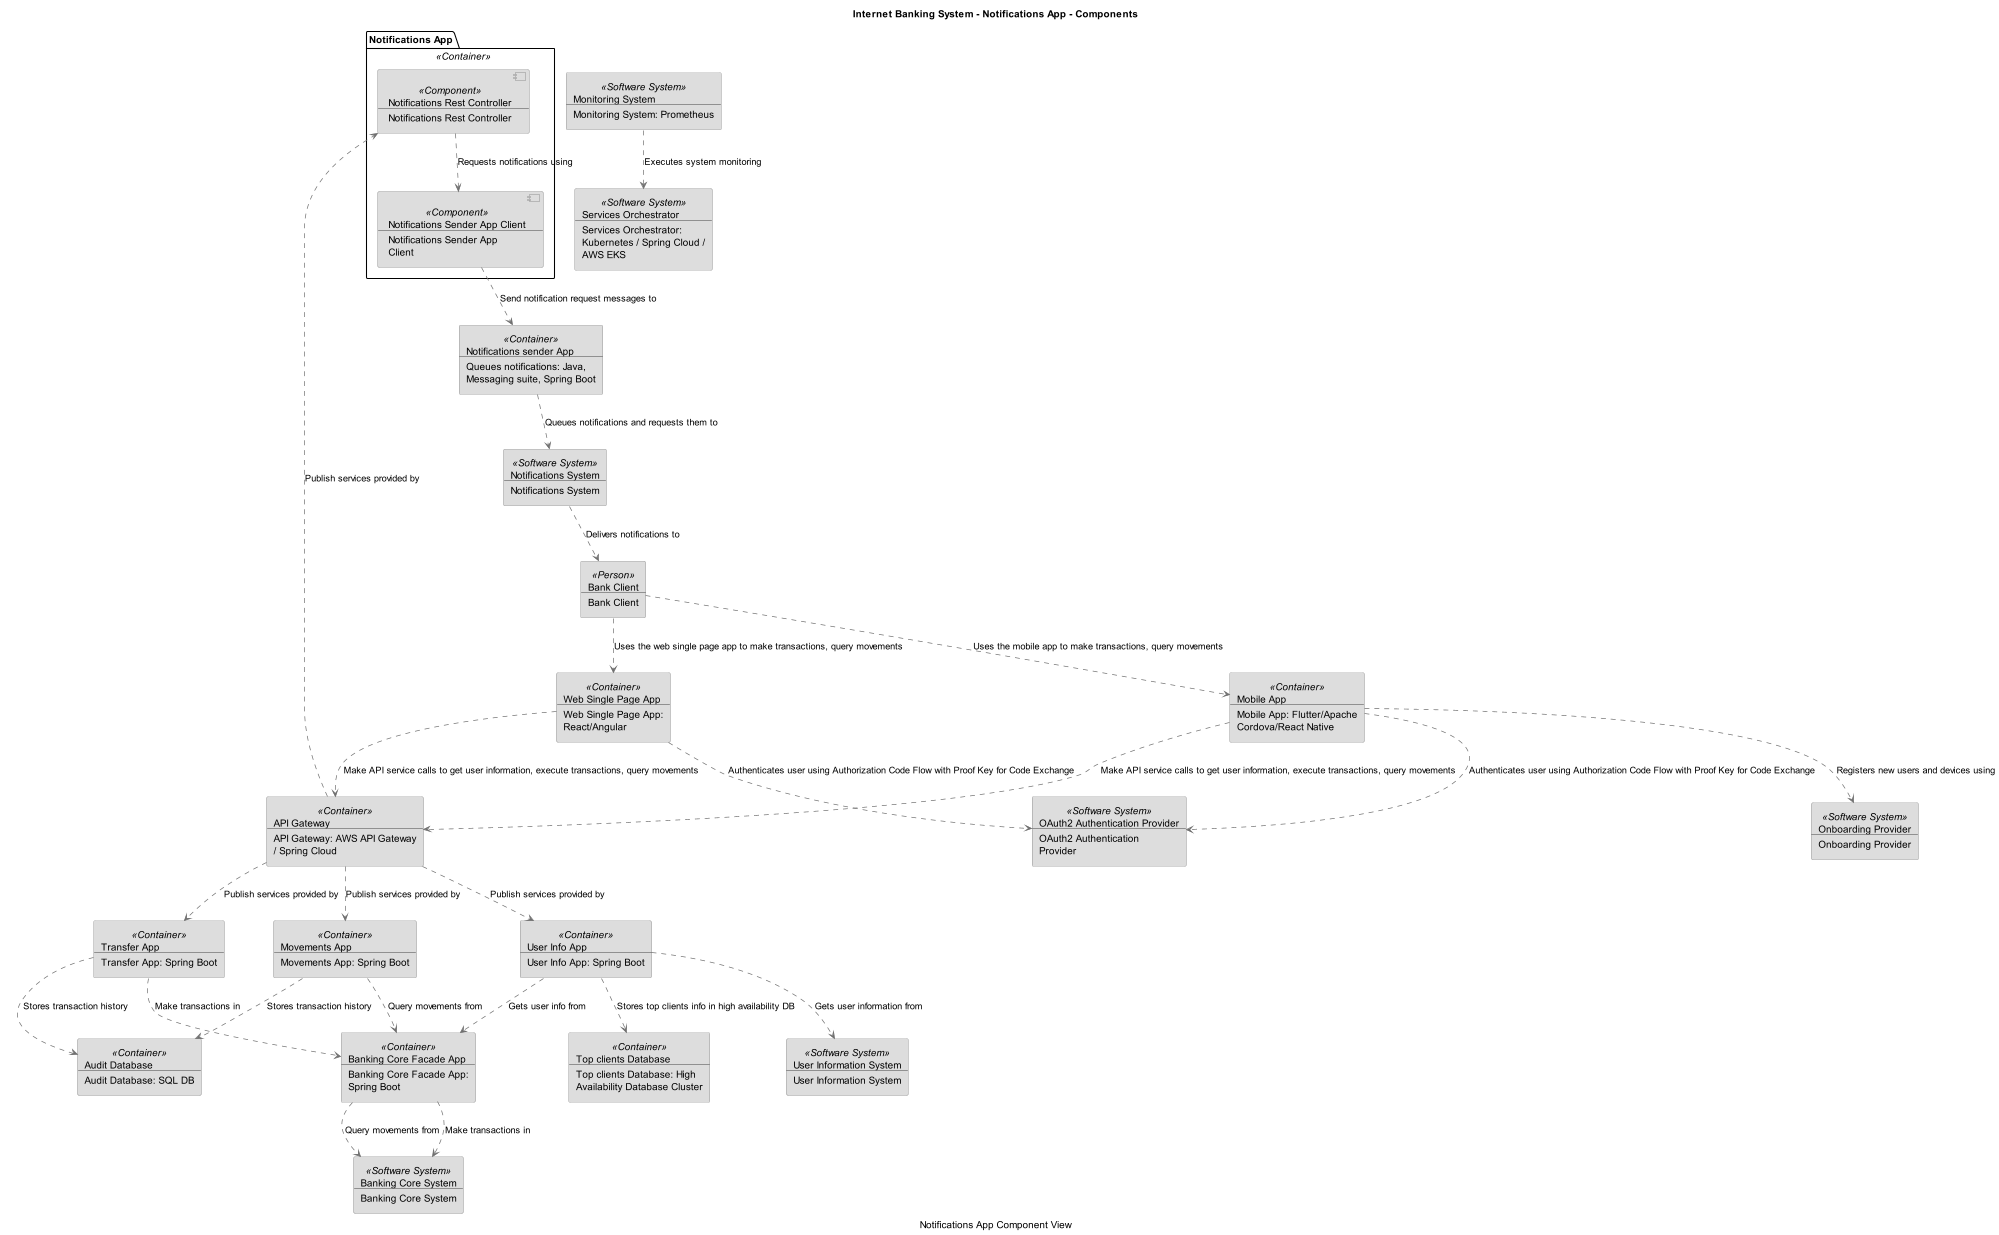 Internet Banking System - Notifications App - Components
Notifications App
«Container»
«Component»
Notifications Rest Controller
Notifications Rest Controller
«Software System»
Monitoring System
Monitoring System: Prometheus
Requests notifications using
Executes system monitoring
«Component»
Notifications Sender App Client
Notifications Sender App
Client
«Software System»
Services Orchestrator
Services Orchestrator:
Kubernetes / Spring Cloud /
AWS EKS
Send notification request messages to
«Container»
Notifications sender App
Queues notifications: Java,
Messaging suite, Spring Boot
Queues notifications and requests them to
«Software System»
Notifications System
Notifications System
Publish services provided by
Delivers notifications to
«Person»
Bank Client
Bank Client
Uses the web single page app to make transactions, query movements
Uses the mobile app to make transactions, query movements
«Container»
Web Single Page App
Web Single Page App:
React/Angular
«Container»
Mobile App
Mobile App: Flutter/Apache
Cordova/React Native
Make API service calls to get user information, execute transactions, query movements
Authenticates user using Authorization Code Flow with Proof Key for Code Exchange
Make API service calls to get user information, execute transactions, query movements
Authenticates user using Authorization Code Flow with Proof Key for Code Exchange
Registers new users and devices using
«Container»
API Gateway
API Gateway: AWS API Gateway
/ Spring Cloud
«Software System»
OAuth2 Authentication Provider
OAuth2 Authentication
Provider
«Software System»
Onboarding Provider
Onboarding Provider
Publish services provided by
Publish services provided by
Publish services provided by
«Container»
Transfer App
Transfer App: Spring Boot
«Container»
Movements App
Movements App: Spring Boot
«Container»
User Info App
User Info App: Spring Boot
Stores transaction history
Make transactions in
Stores transaction history
Query movements from
Gets user info from
Stores top clients info in high availability DB
Gets user information from
«Container»
Audit Database
Audit Database: SQL DB
«Container»
Banking Core Facade App
Banking Core Facade App:
Spring Boot
«Container»
Top clients Database
Top clients Database: High
Availability Database Cluster
«Software System»
User Information System
User Information System
Query movements from
Make transactions in
«Software System»
Banking Core System
Banking Core System
Notifications App Component View